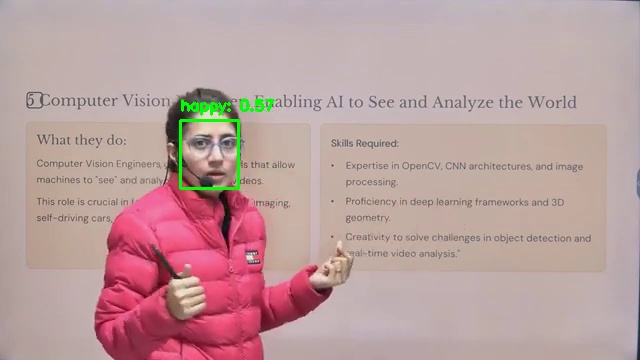 5 Computer Vision Enabling AI to See and Analyze the World
happy: 0.57
What they do:
Computer Vision Engineers, that allow
machines to "see" and videos.
This role is crucial in imaging,
self-driving cars,
Skills Required:
• Expertise in OpenCV, CNN architectures, and image
processing.
• Proficiency in deep learning frameworks and 3D
geometry.
• Creativity to solve challenges in object detection and
real-time video analysis."
TOMMY